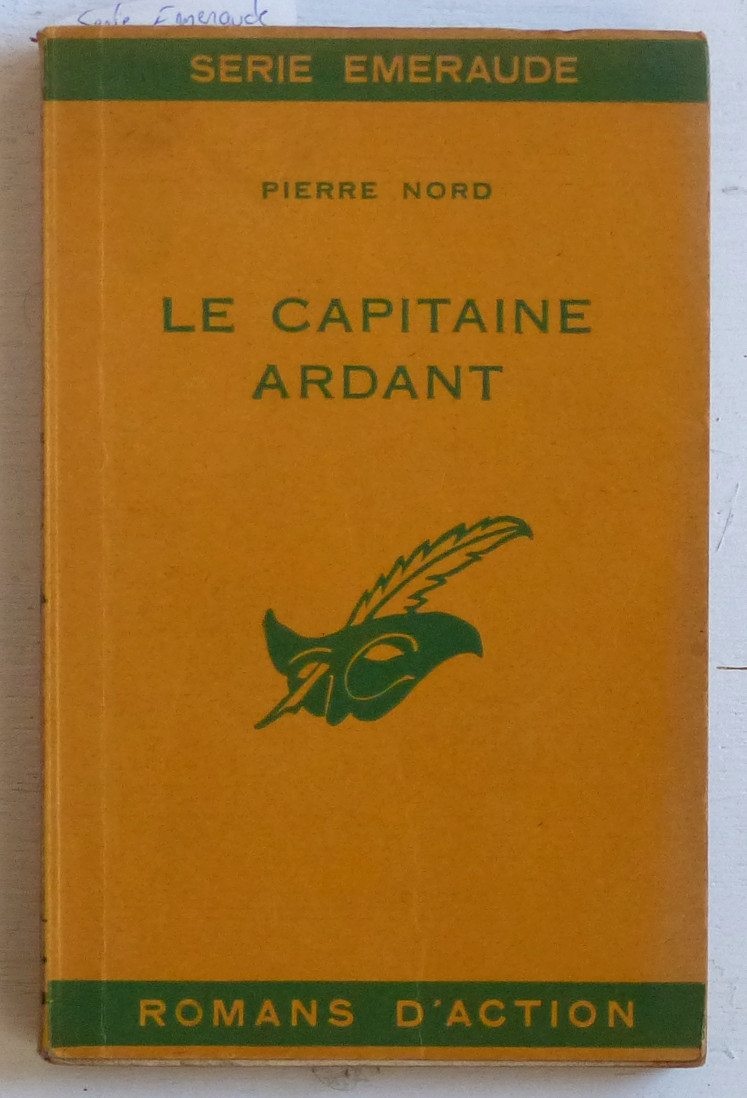 Serie Emeraude
SERIE EMERAUDE
PIERRE NORD
LE CAPITAINE
ARDANT
ROMANS D'ACTION